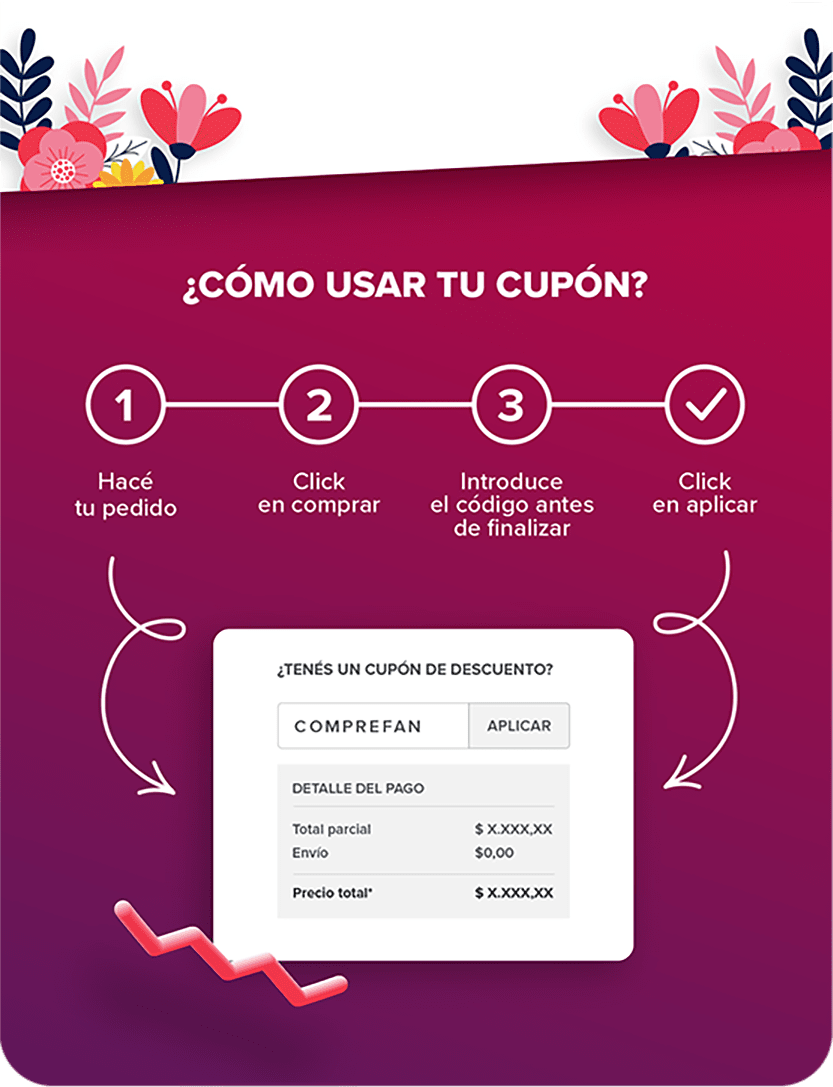 ¿CÓMO USAR TU CUPÓN?
1
2
3
Hacé
tu pedido
Click
en comprar
Introduce
el código antes
de finalizar
Click
en aplicar
¿TENÉS UN CUPÓN DE DESCUENTO?
COMPREFAN
APLICAR
DETALLE DEL PAGO
Total parcial $ X.XXX,XX
Envío $0,00
Precio total* $ X.XXX,XX